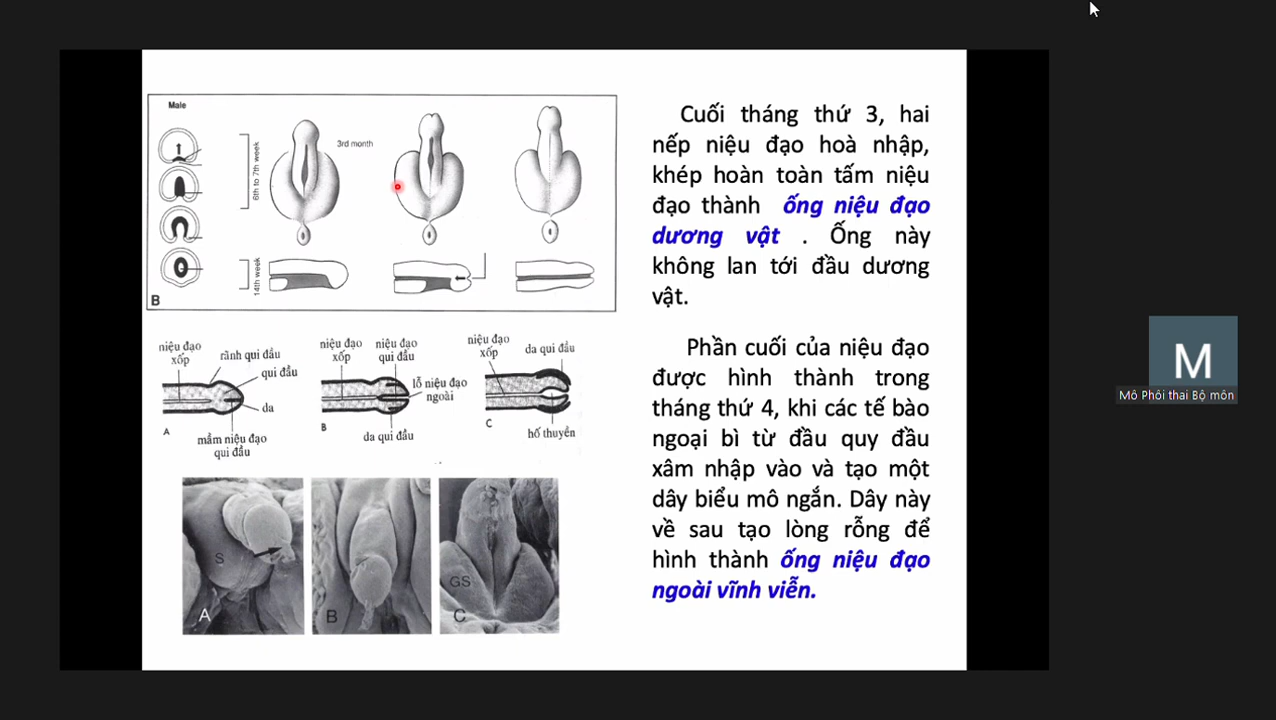 Male
6th to 7th week
3rd month
14th week
B
niệu đạo
xốp
rãnh qui đầu
qui đầu
da
A
mầm niệu đạo
qui đầu
niệu đạo
xốp
niệu đạo
qui đầu
lỗ niệu đạo
ngoài
B
da qui đầu
niệu đạo
xốp
da qui đầu
C
hố thuyền
S
A
B
GS
C
Cuối tháng thứ 3, hai
nếp niệu đạo hoà nhập,
khép hoàn toàn tấm niệu
đạo thành ống niệu đạo
dương vật . Ống này
không lan tới đầu dương
vật.
Phần cuối của niệu đạo
được hình thành trong
tháng thứ 4, khi các tế bào
ngoại bì từ đầu quy đầu
xâm nhập vào và tạo một
dây biểu mô ngắn. Dây này
về sau tạo lòng rỗng để
hình thành ống niệu đạo
ngoài vĩnh viễn.
M
Mô Phôi thai Bộ môn